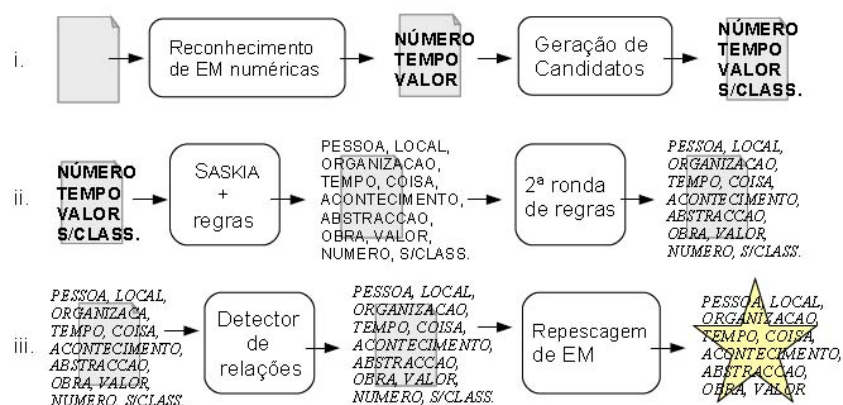 i.
Reconhecimento
de EM numéricas
NÚMERO
TEMPO
VALOR
Geração de
Candidatos
NÚMERO
TEMPO
VALOR
S/CLASS.
ii.
NÚMERO
TEMPO
VALOR
S/CLASS.
SASKIA
+
regras
PESSOA, LOCAL,
ORGANIZACAO,
TEMPO, COISA,
ACONTECIMENTO,
ABSTRACCAO,
OBRA, VALOR,
NUMERO, S/CLASS.
2ª ronda
de regras
PESSOA, LOCAL,
ORGANIZACAO,
TEMPO, COISA,
ACONTECIMENTO,
ABSTRACCAO,
OBRA, VALOR,
NUMERO, S/CLASS.
iii.
PESSOA, LOCAL,
ORGANIZACA,
TEMPO, COISA,
ACONTECIMENTO,
ABSTRACCAO,
OBRA, VALOR,
NUMERO, S/CLASS.
Detector
de
relações
PESSOA, LOCAL,
ORGANIZACAO,
TEMPO, COISA,
ACONTECIMENTO,
ABSTRACCAO,
OBRA, VALOR,
NUMERO, S/CLASS.
Repescagem
de EM
PESSOA, LOCAL,
ORGANIZACAO,
TEMPO, COISA,
ACONTECIMENTO,
ABSTRACCAO,
OBRA, VALOR